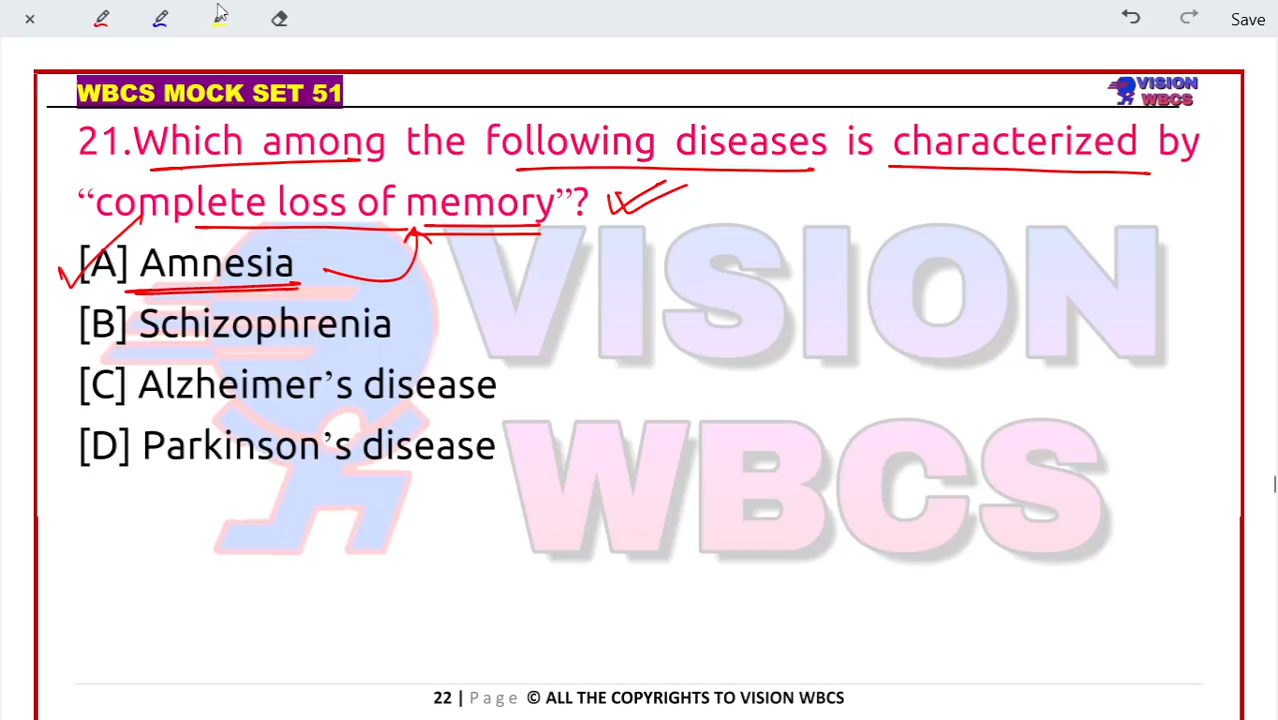 Save
WBCS MOCK SET 51
VISION
WBCS
21.Which among the following diseases is characterized by
“complete loss of memory”?
[A] Amnesia
[B] Schizophrenia
[C] Alzheimer’s disease
[D] Parkinson’s disease
VISION
WBCS
22 | Page © ALL THE COPYRIGHTS TO VISION WBCS